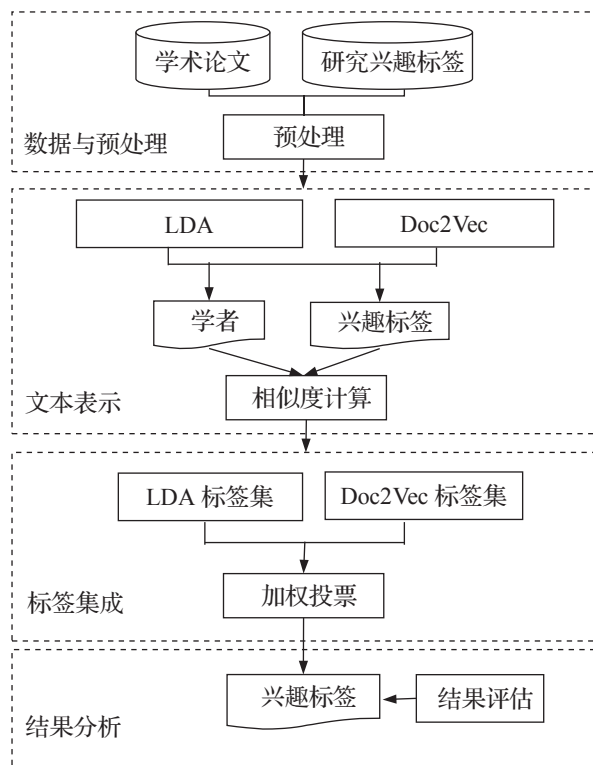 学术论文
研究兴趣标签
预处理
数据与预处理
LDA
Doc2Vec
学者
兴趣标签
相似度计算
文本表示
LDA 标签集
Doc2Vec 标签集
加权投票
标签集成
兴趣标签
结果评估
结果分析